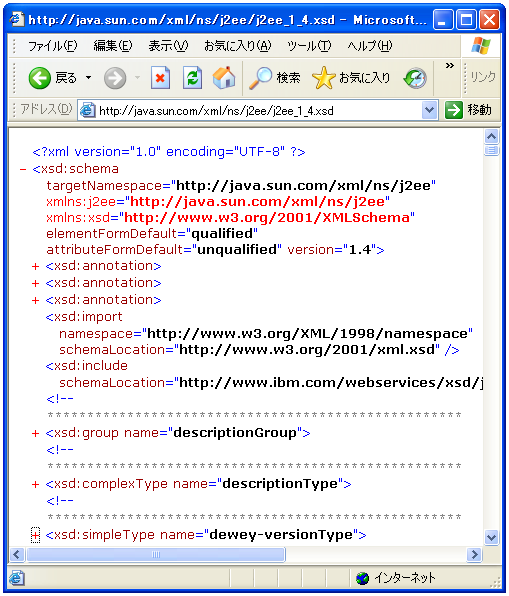 http://java.sun.com/xml/ns/j2ee/j2ee_1_4.xsd - Microsoft...
ファイル(F) 編集(E) 表示(V) お気に入り(A) ツール(T) ヘルプ(H)
戻る 検索 お気に入り » リンク
アドレス(D) http://java.sun.com/xml/ns/j2ee/j2ee_1_4.xsd 移動
<?xml version="1.0" encoding="UTF-8" ?>
- <xsd:schema
targetNamespace="http://java.sun.com/xml/ns/j2ee"
xmlns:j2ee="http://java.sun.com/xml/ns/j2ee"
xmlns:xsd="http://www.w3.org/2001/XMLSchema"
elementFormDefault="qualified"
attributeFormDefault="unqualified" version="1.4">
+ <xsd:annotation>
+ <xsd:annotation>
+ <xsd:annotation>
<xsd:import
namespace="http://www.w3.org/XML/1998/namespace"
schemaLocation="http://www.w3.org/2001/xml.xsd" />
<xsd:include
schemaLocation="http://www.ibm.com/webservices/xsd/j
<!--
**************************************************
+ <xsd:group name="descriptionGroup">
<!--
**************************************************
+ <xsd:complexType name="descriptionType">
<!--
**************************************************
+ <xsd:simpleType name="dewey-versionType">
インターネット